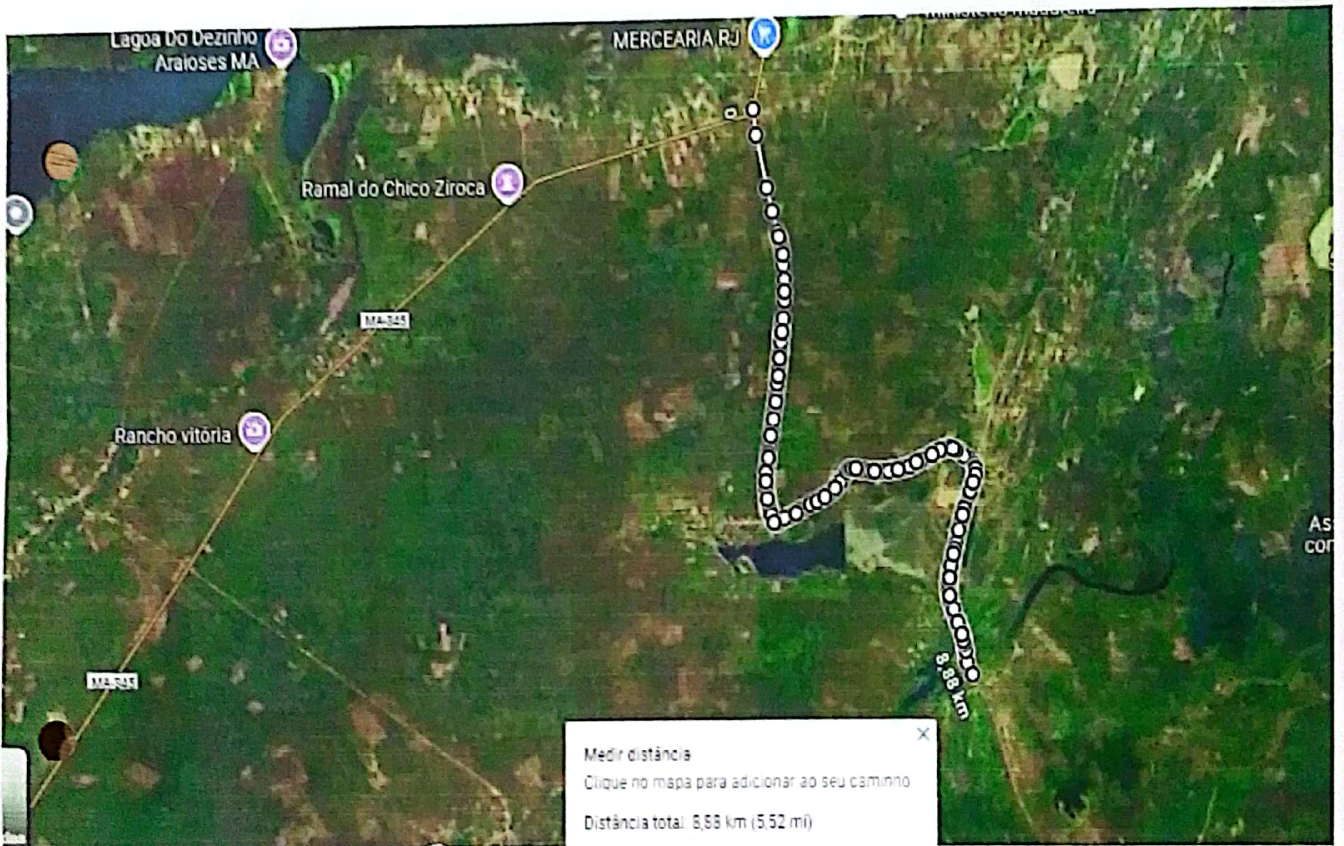 Lagoa Do Dezinho
Araioses MA
MERCEARIA RJ
Ramal do Chico Ziroca
MA-345
Rancho vitória
As
con
MA-345
8,88 km
Medir distância
Clique no mapa para adicionar ao seu caminho
Distância total: 8,88 km (5,52 mi)